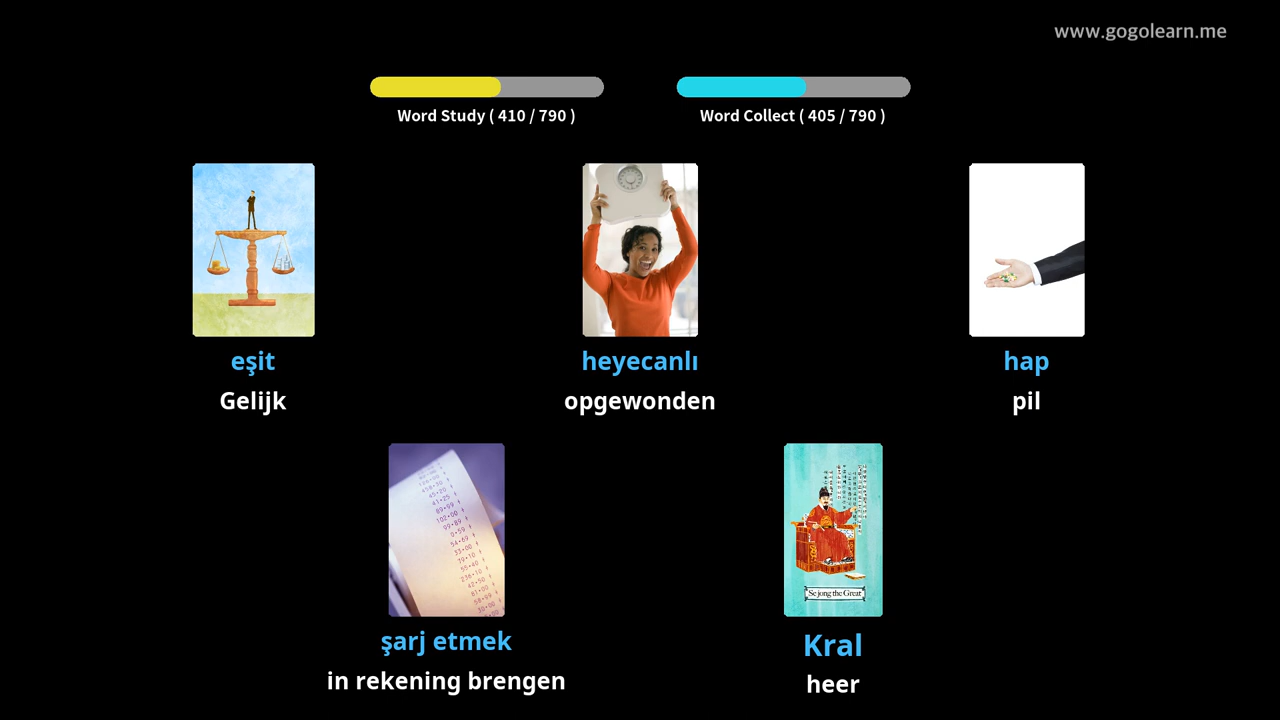 www.gogolearn.me
Word Study ( 410 / 790 )
Word Collect ( 405 / 790 )
eşit
Gelijk
heyecanlı
opgewonden
hap
pil
Se jong the Great
şarj etmek
in rekening brengen
Kral
heer